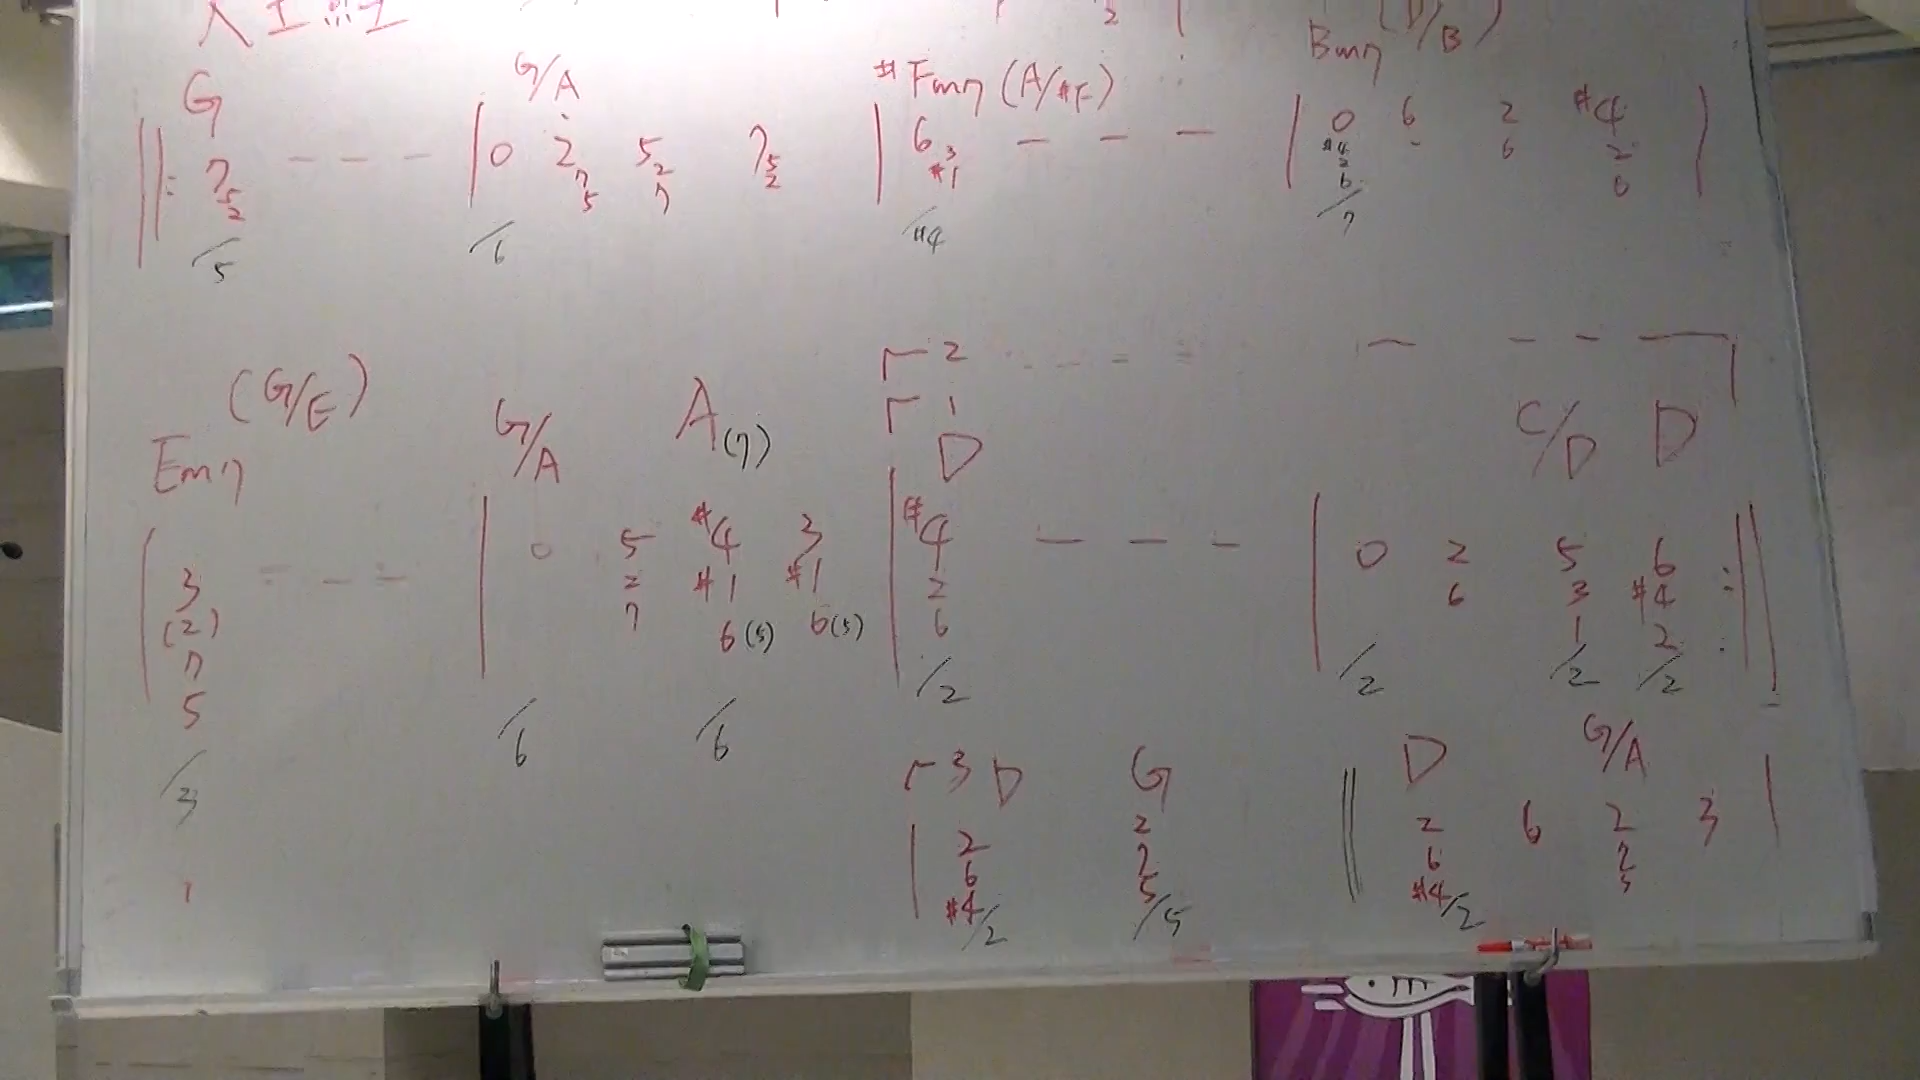 2
G G/A #Fm7 (A/#F) Bm7 (D/B)
||: 7 - - - | 0 2 5 7 | 6 - - - | 0 6 2 #4 |
5 7 2 5 3 #4 6 2
2 5 7 2 #1 2 6
6
/5 /6 /#4 /7
(G/E)
Em7 G/A A(7)
3 - - - | 0 5 #4 3
(2) 2 #1 #1
7 7 6(5) 6(5)
5
/3 /6 /6
┌2 - - - - - - ┐
┌1
D C/D D
| #4 - - - | 0 2 5 6 :||
2 6 3 #4
6 1 2
/2 /2 /2 /2
┌3 D G
| 2 2
6 7
#4/2 5/5
D G/A
|| 2 6 2 3 |
6 7
#4/2 5